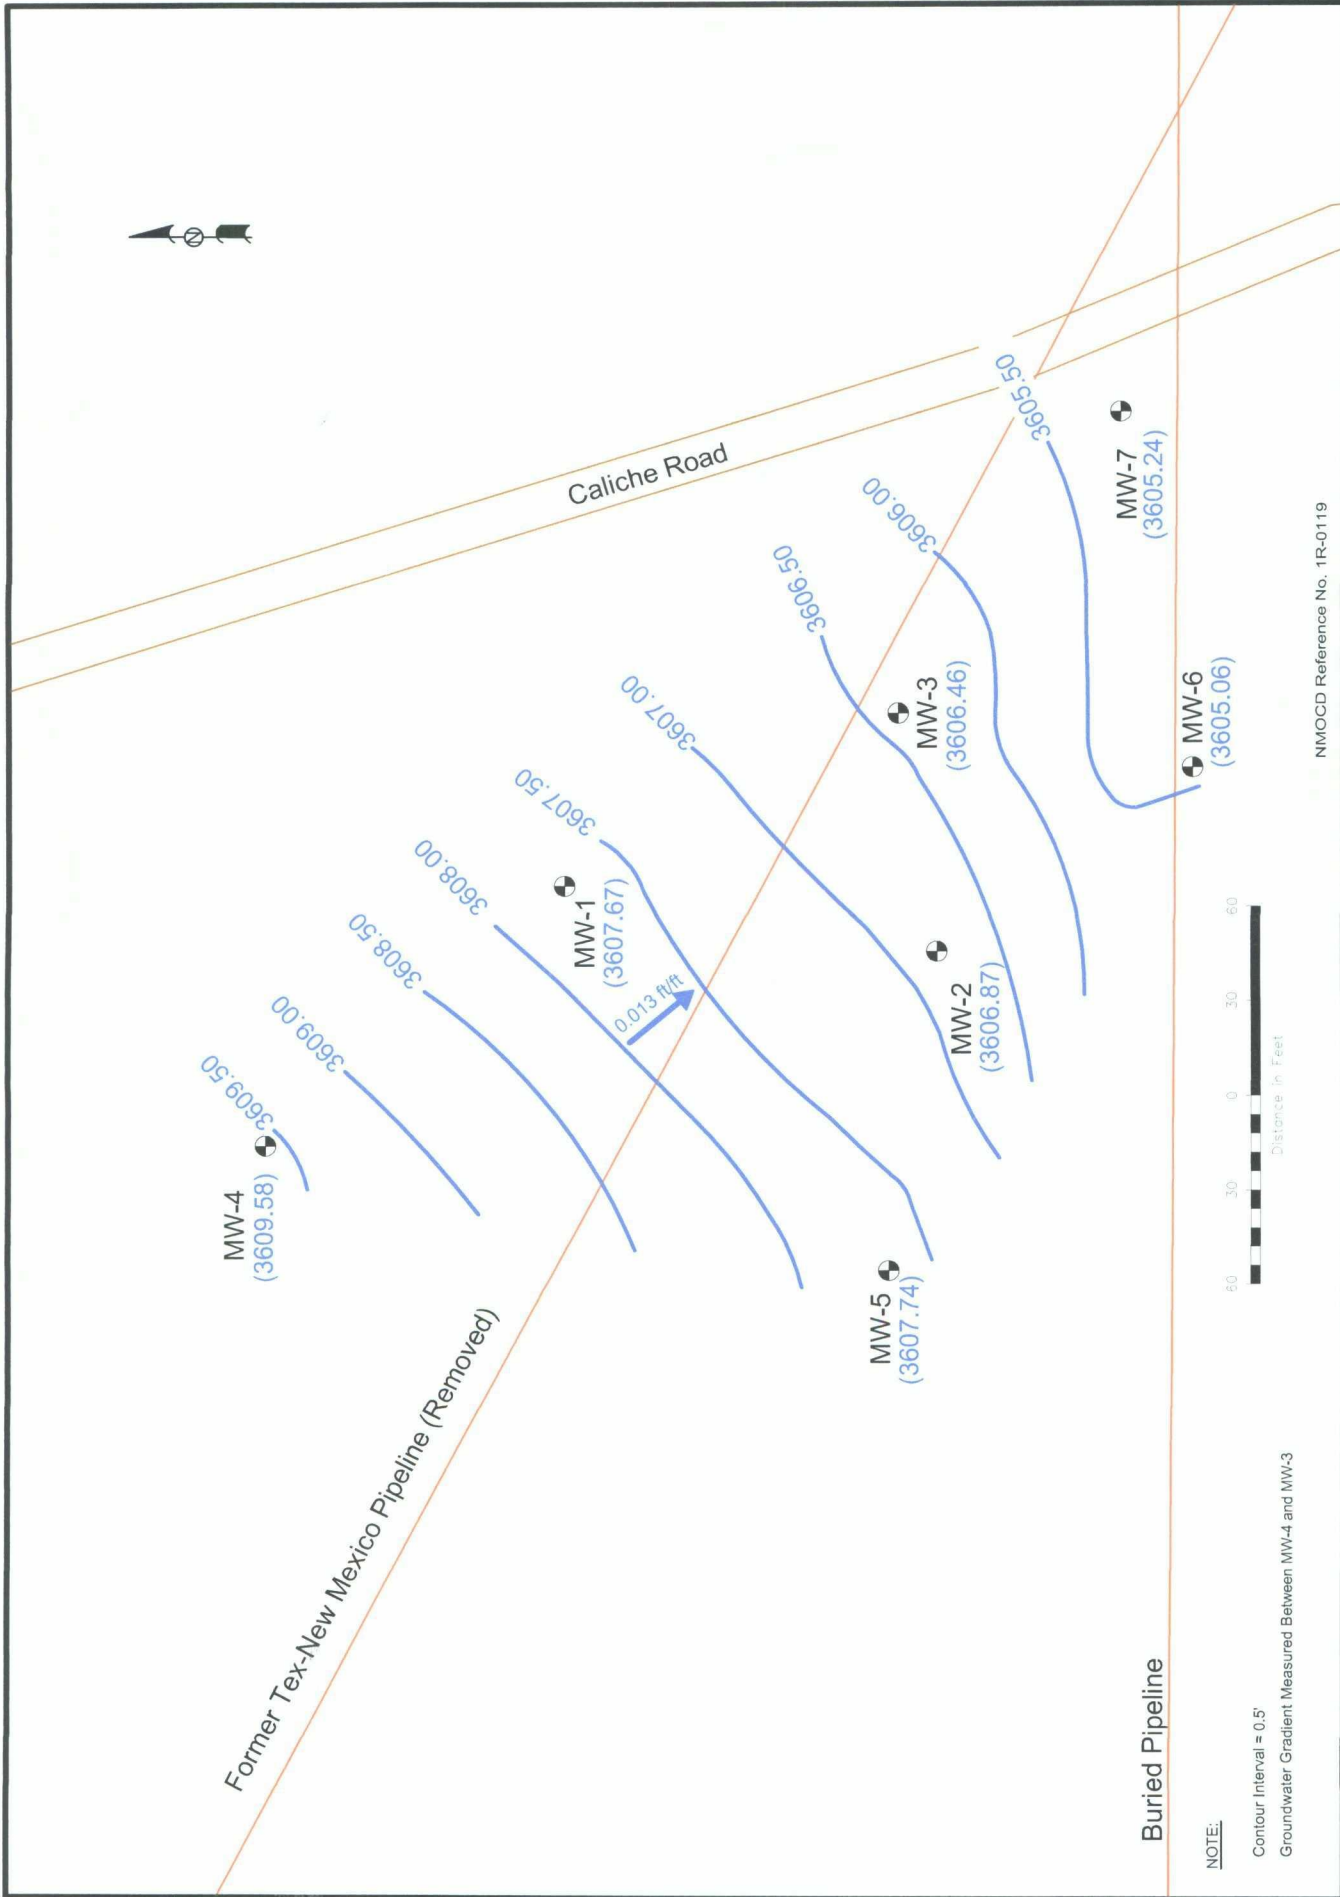 N
Former Tex-New Mexico Pipeline (Removed)
Caliche Road
MW-4
(3609.58)
3609.50
3609.00
3608.50
3608.00
MW-1
(3607.67)
3607.50
0.013 ft/ft
3607.00
3606.50
3606.00
3605.50
MW-5
(3607.74)
MW-2
(3606.87)
MW-3
(3606.46)
MW-7
(3605.24)
MW-6
(3605.06)
Buried Pipeline
NOTE:
Contour Interval = 0.5'
Groundwater Gradient Measured Between MW-4 and MW-3
60 30 0 30 60
Distance in Feet
NMOCD Reference No. 1R-0119